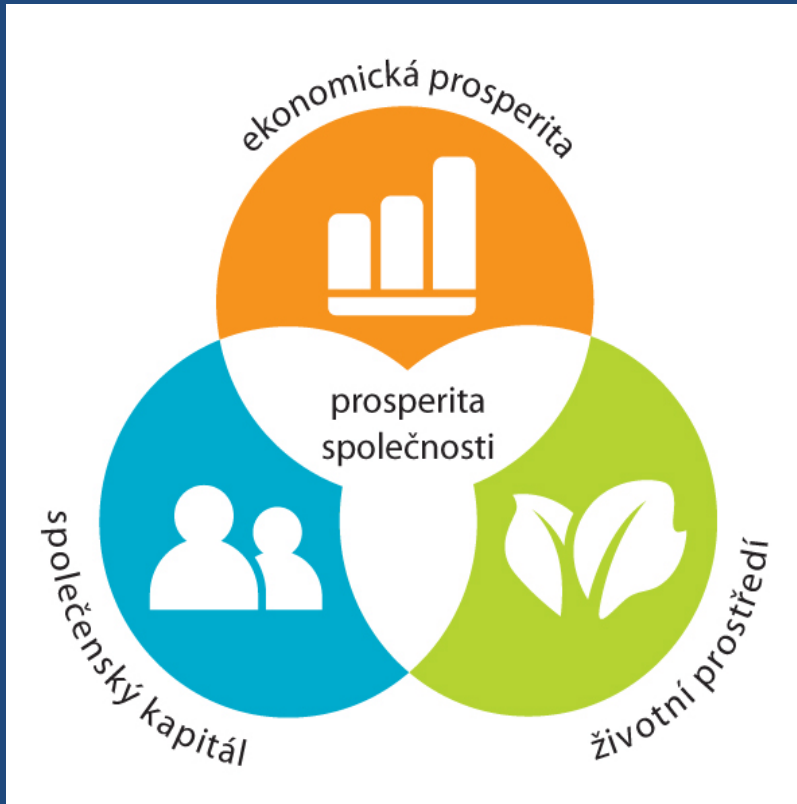 ekonomická prosperita
prosperita
společnosti
společenský kapitál
životní prostředí